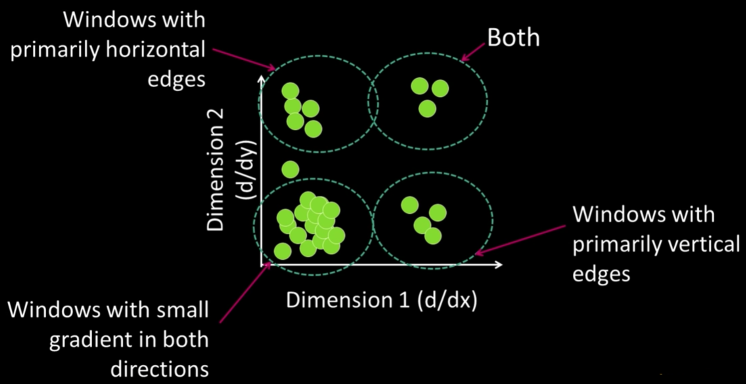 Windows with
primarily horizontal
edges
Both
Dimension 2
(d/dy)
Windows with
primarily vertical
edges
Dimension 1 (d/dx)
Windows with small
gradient in both
directions